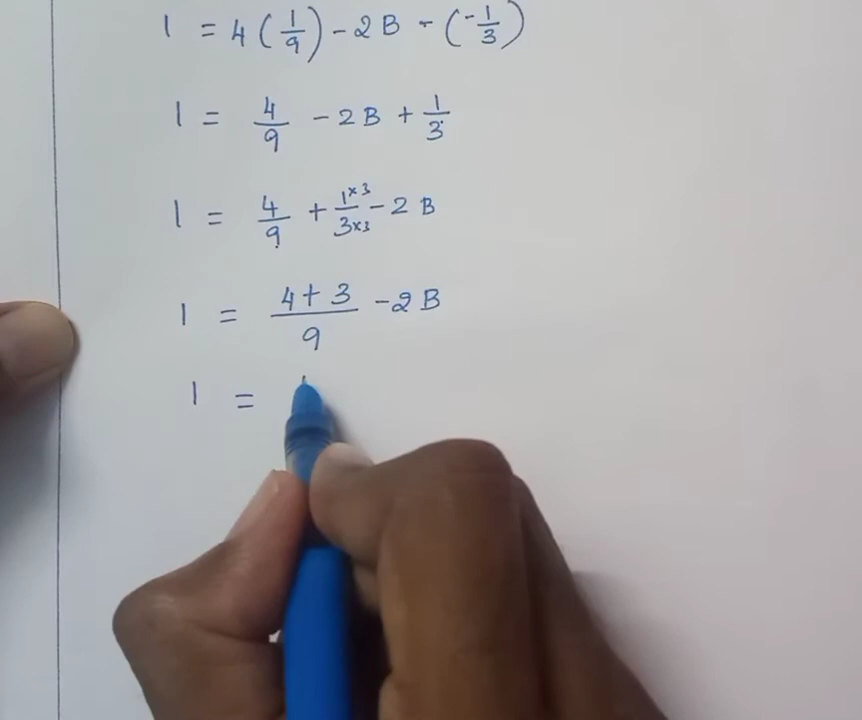 1 = 4(1/9) - 2B - (-1/3)
1 = 4/9 - 2B + 1/3
1 = 4/9 + 1×3/3×3 - 2B
1 = 4+3/9 - 2B
1 =